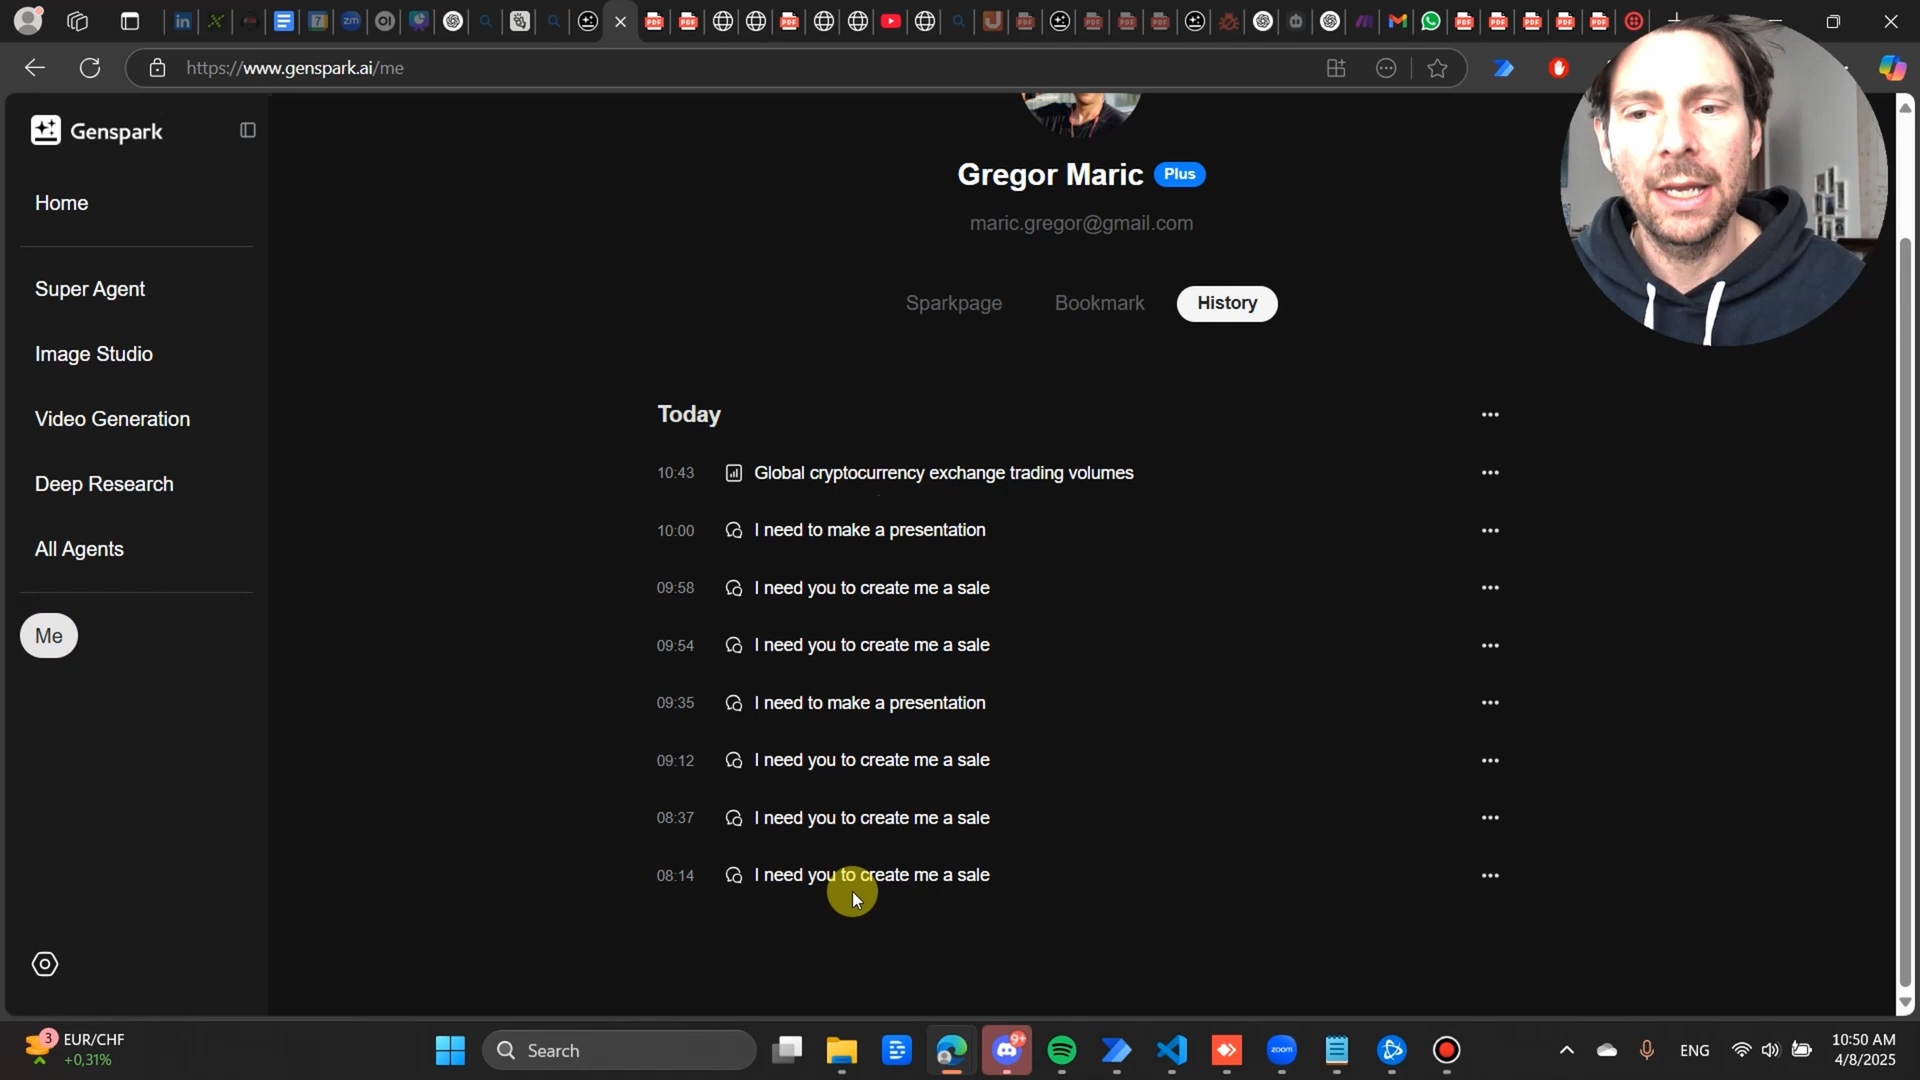 https://www.genspark.ai/me
Genspark
Home
Super Agent
Image Studio
Video Generation
Deep Research
All Agents
Me
Gregor Maric Plus
maric.gregor@gmail.com
Sparkpage Bookmark History
Today
10:43 Global cryptocurrency exchange trading volumes
10:00 I need to make a presentation
09:58 I need you to create me a sale
09:54 I need you to create me a sale
09:35 I need to make a presentation
09:12 I need you to create me a sale
08:37 I need you to create me a sale
08:14 I need you to create me a sale
3 EUR/CHF
+0,31%
Search
9+
zoom
ENG
10:50 AM
4/8/2025